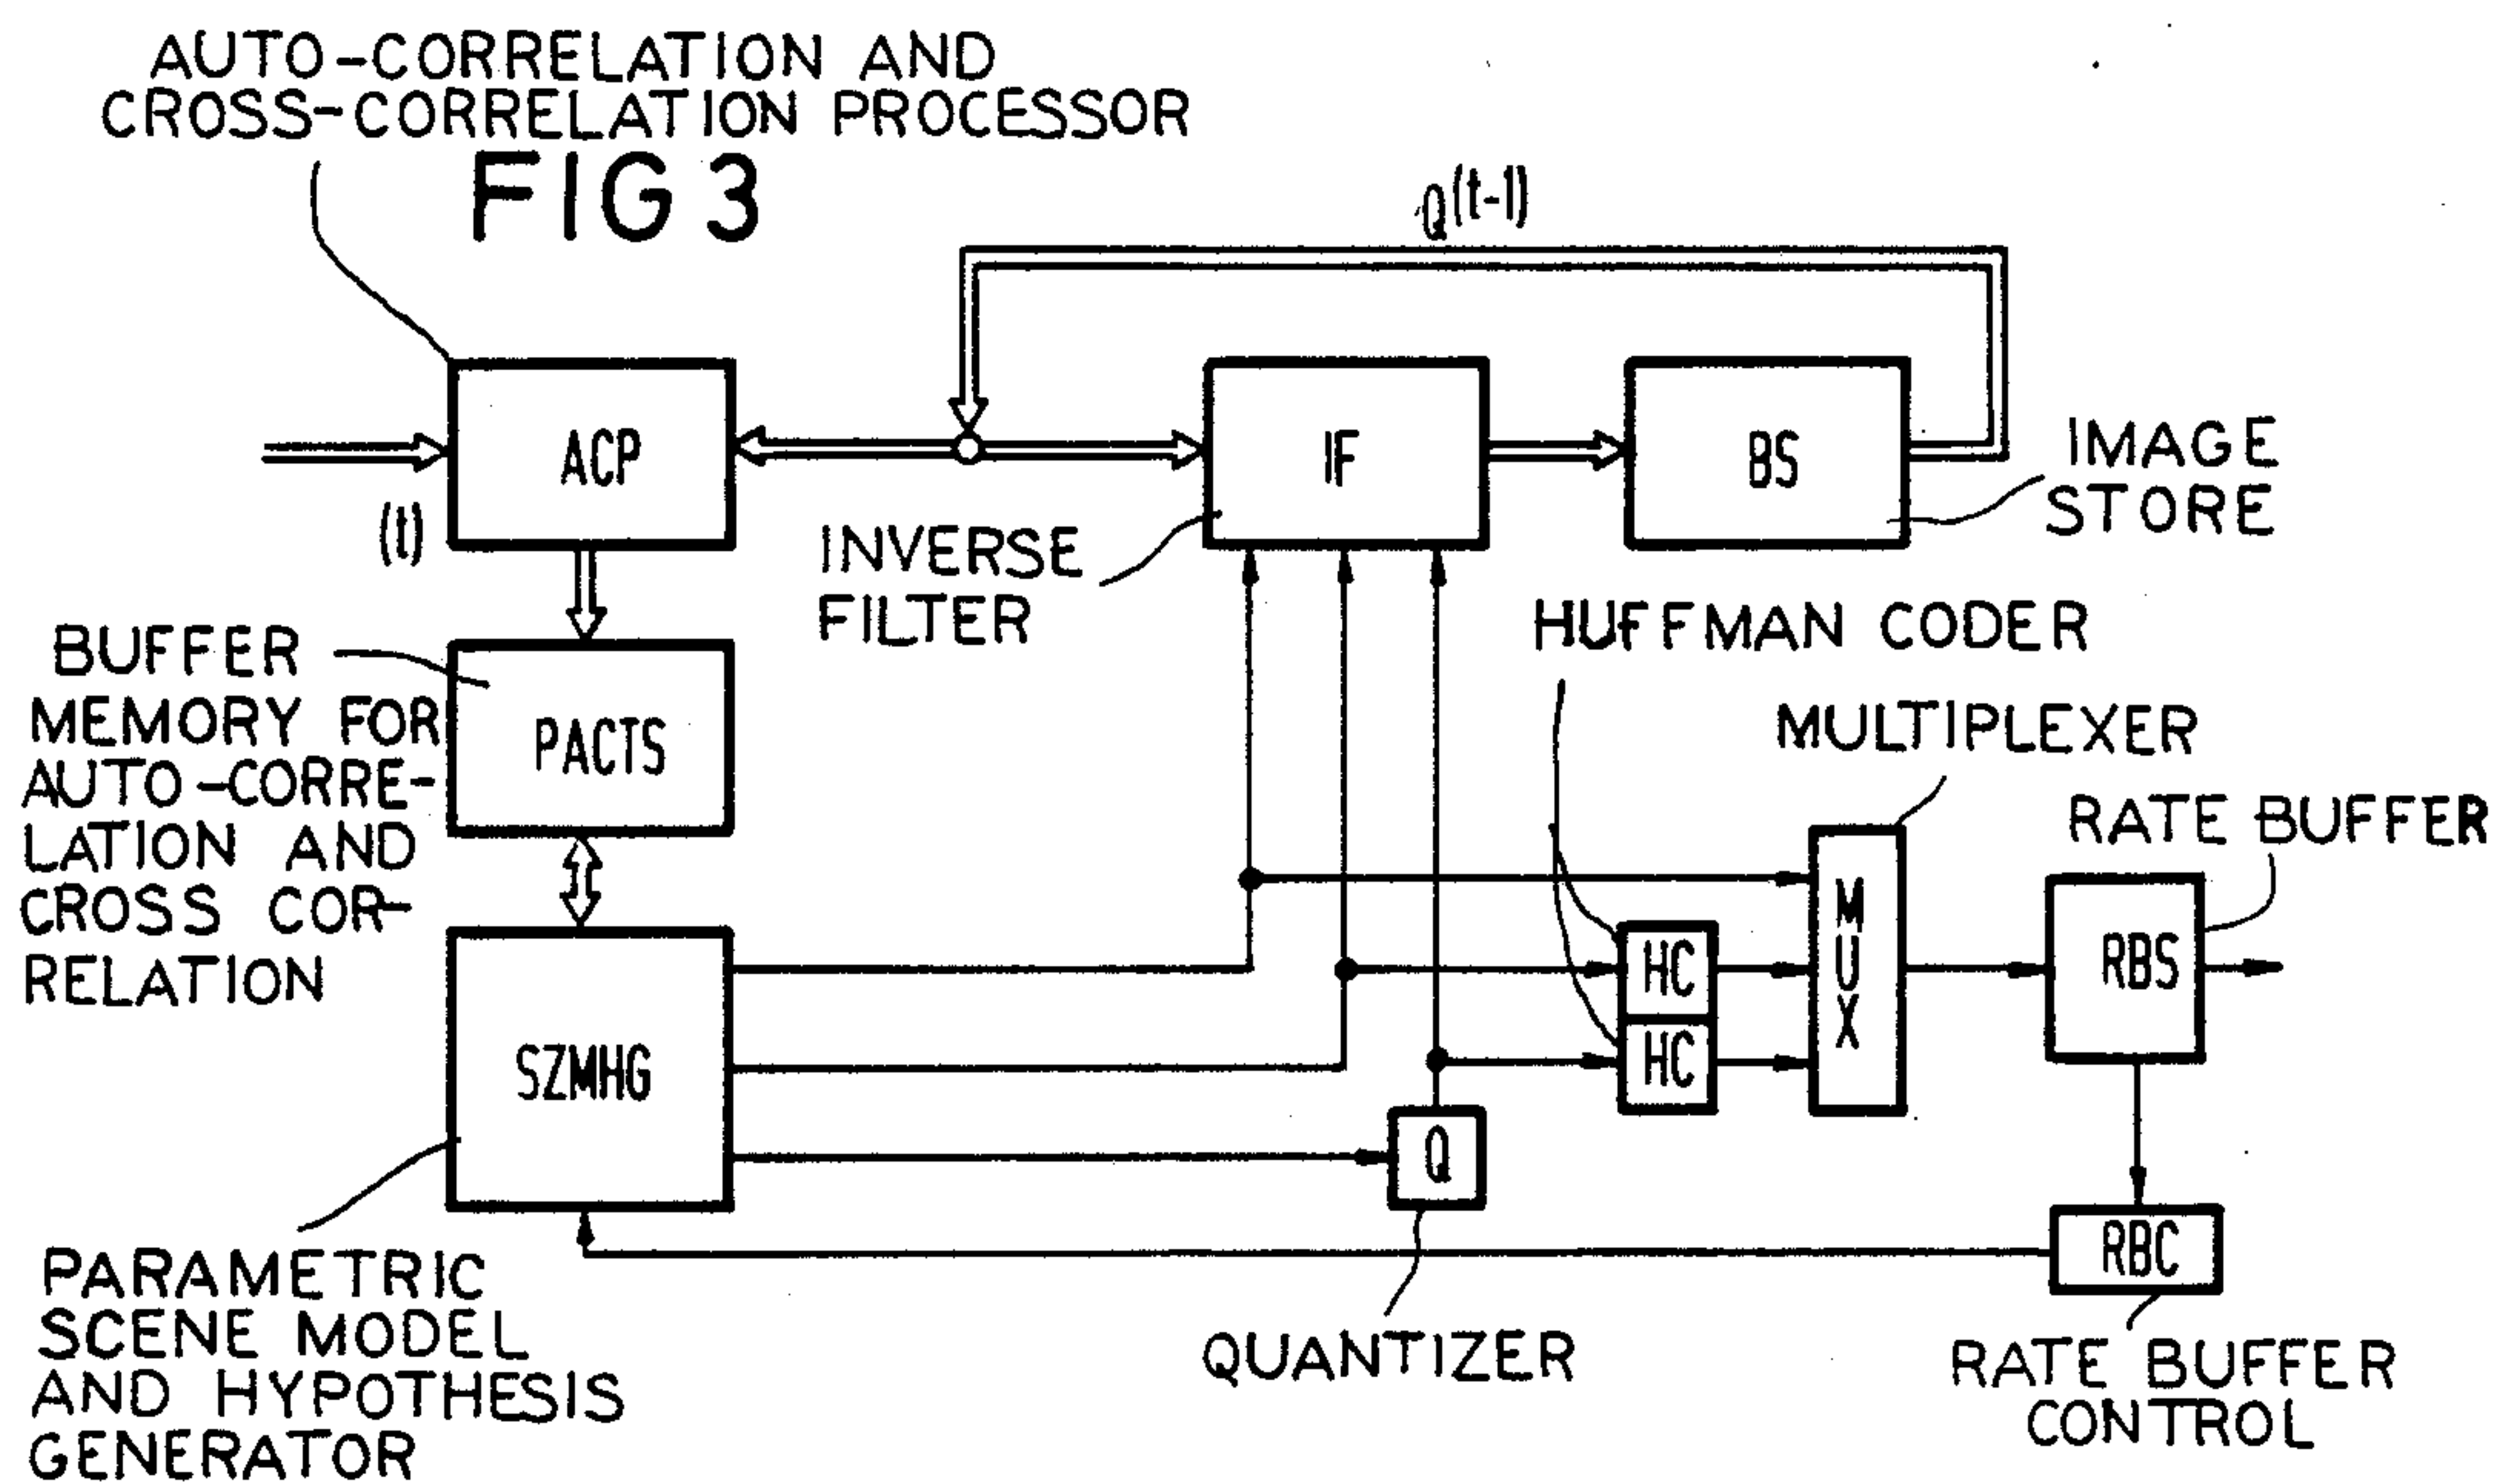 AUTO-CORRELATION AND
CROSS-CORRELATION PROCESSOR
FIG 3
Q(t-1)
ACP
IF
BS
IMAGE
STORE
(t)
INVERSE
FILTER
HUFFMAN CODER
BUFFER
MEMORY FOR
AUTO-CORRE-
LATION AND
CROSS COR-
RELATION
PACTS
MULTIPLEXER
RATE BUFFER
MUX
HC
HC
RBS
SZMHG
Q
RBC
PARAMETRIC
SCENE MODEL
AND HYPOTHESIS
GENERATOR
QUANTIZER
RATE BUFFER
CONTROL